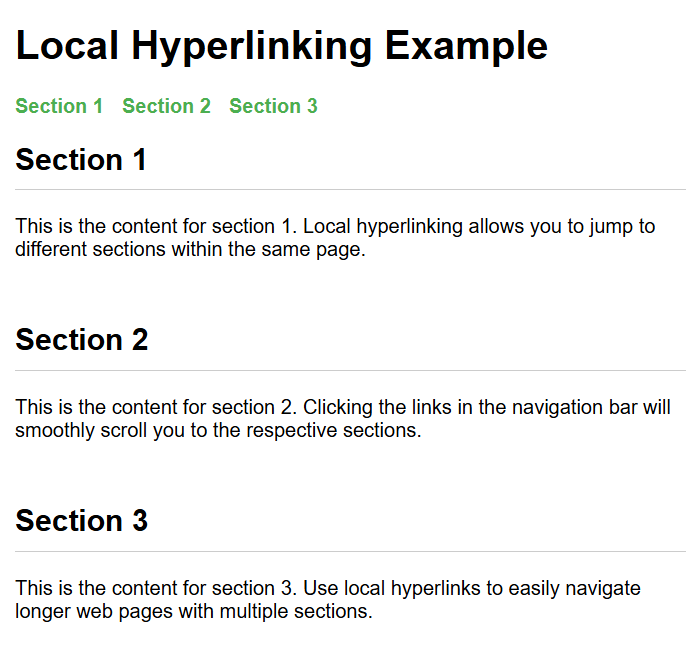 Local Hyperlinking Example
Section 1 Section 2 Section 3
Section 1
This is the content for section 1. Local hyperlinking allows you to jump to
different sections within the same page.
Section 2
This is the content for section 2. Clicking the links in the navigation bar will
smoothly scroll you to the respective sections.
Section 3
This is the content for section 3. Use local hyperlinks to easily navigate
longer web pages with multiple sections.